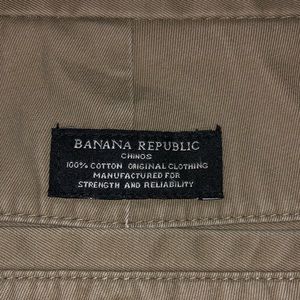 BANANA REPUBLIC
CHINOS
100% COTTON ORIGINAL CLOTHING
MANUFACTURED FOR
STRENGTH AND RELIABILITY